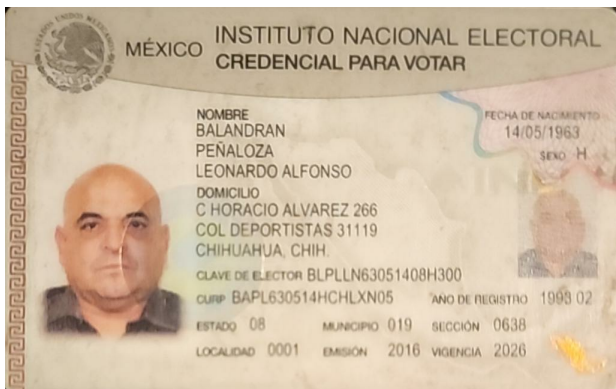 MÉXICO
INSTITUTO NACIONAL ELECTORAL
CREDENCIAL PARA VOTAR
NOMBRE
BALANDRAN
PEÑALOZA
LEONARDO ALFONSO
FECHA DE NACIMIENTO
14/05/1963
SEXO H
DOMICILIO
C HORACIO ALVAREZ 266
COL DEPORTISTAS 31119
CHIHUAHUA, CHIH.
CLAVE DE ELECTOR BLPLLN63051408H300
CURP BAPL630514HCHLXN05 AÑO DE REGISTRO 1993 02
ESTADO 08 MUNICIPIO 019 SECCIÓN 0638
LOCALIDAD 0001 EMISIÓN 2016 VIGENCIA 2026